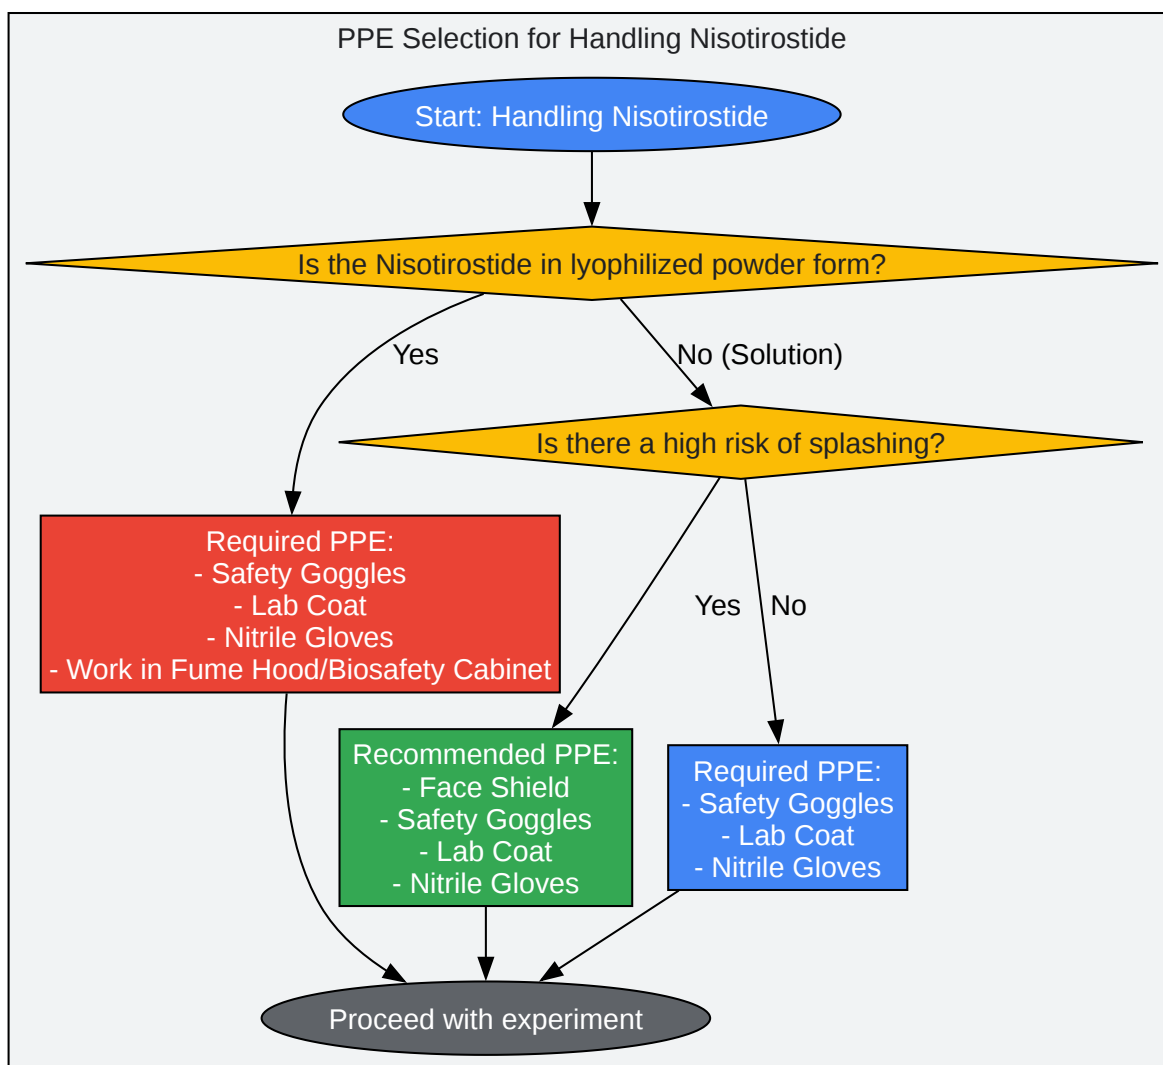 PPE Selection for Handling Nisotirostide
Start: Handling Nisotirostide
Is the Nisotirostide in lyophilized powder form?
Yes
No (Solution)
Is there a high risk of splashing?
Required PPE:
- Safety Goggles
- Lab Coat
- Nitrile Gloves
- Work in Fume Hood/Biosafety Cabinet
Yes
No
Recommended PPE:
- Face Shield
- Safety Goggles
- Lab Coat
- Nitrile Gloves
Required PPE:
- Safety Goggles
- Lab Coat
- Nitrile Gloves
Proceed with experiment